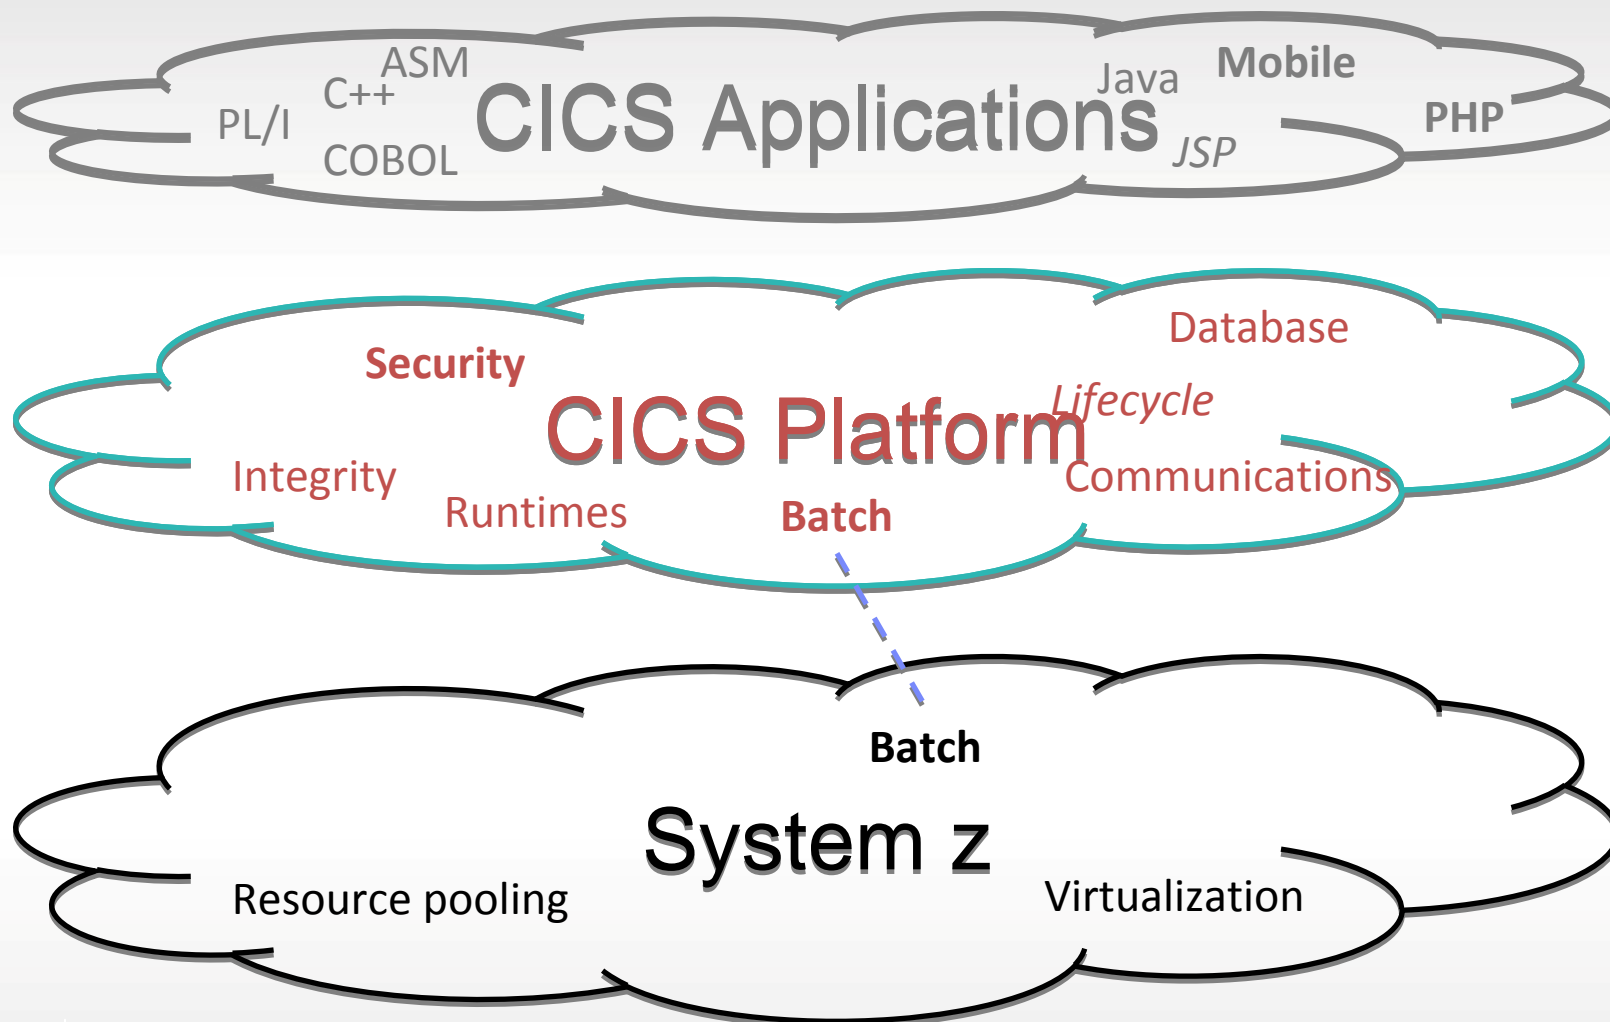 ASM
C++
Java
Mobile
PL/I
CICS Applications
PHP
COBOL
JSP
Security
Database
Lifecycle
CICS Platform
Integrity
Communications
Runtimes
Batch
Batch
System z
Resource pooling
Virtualization